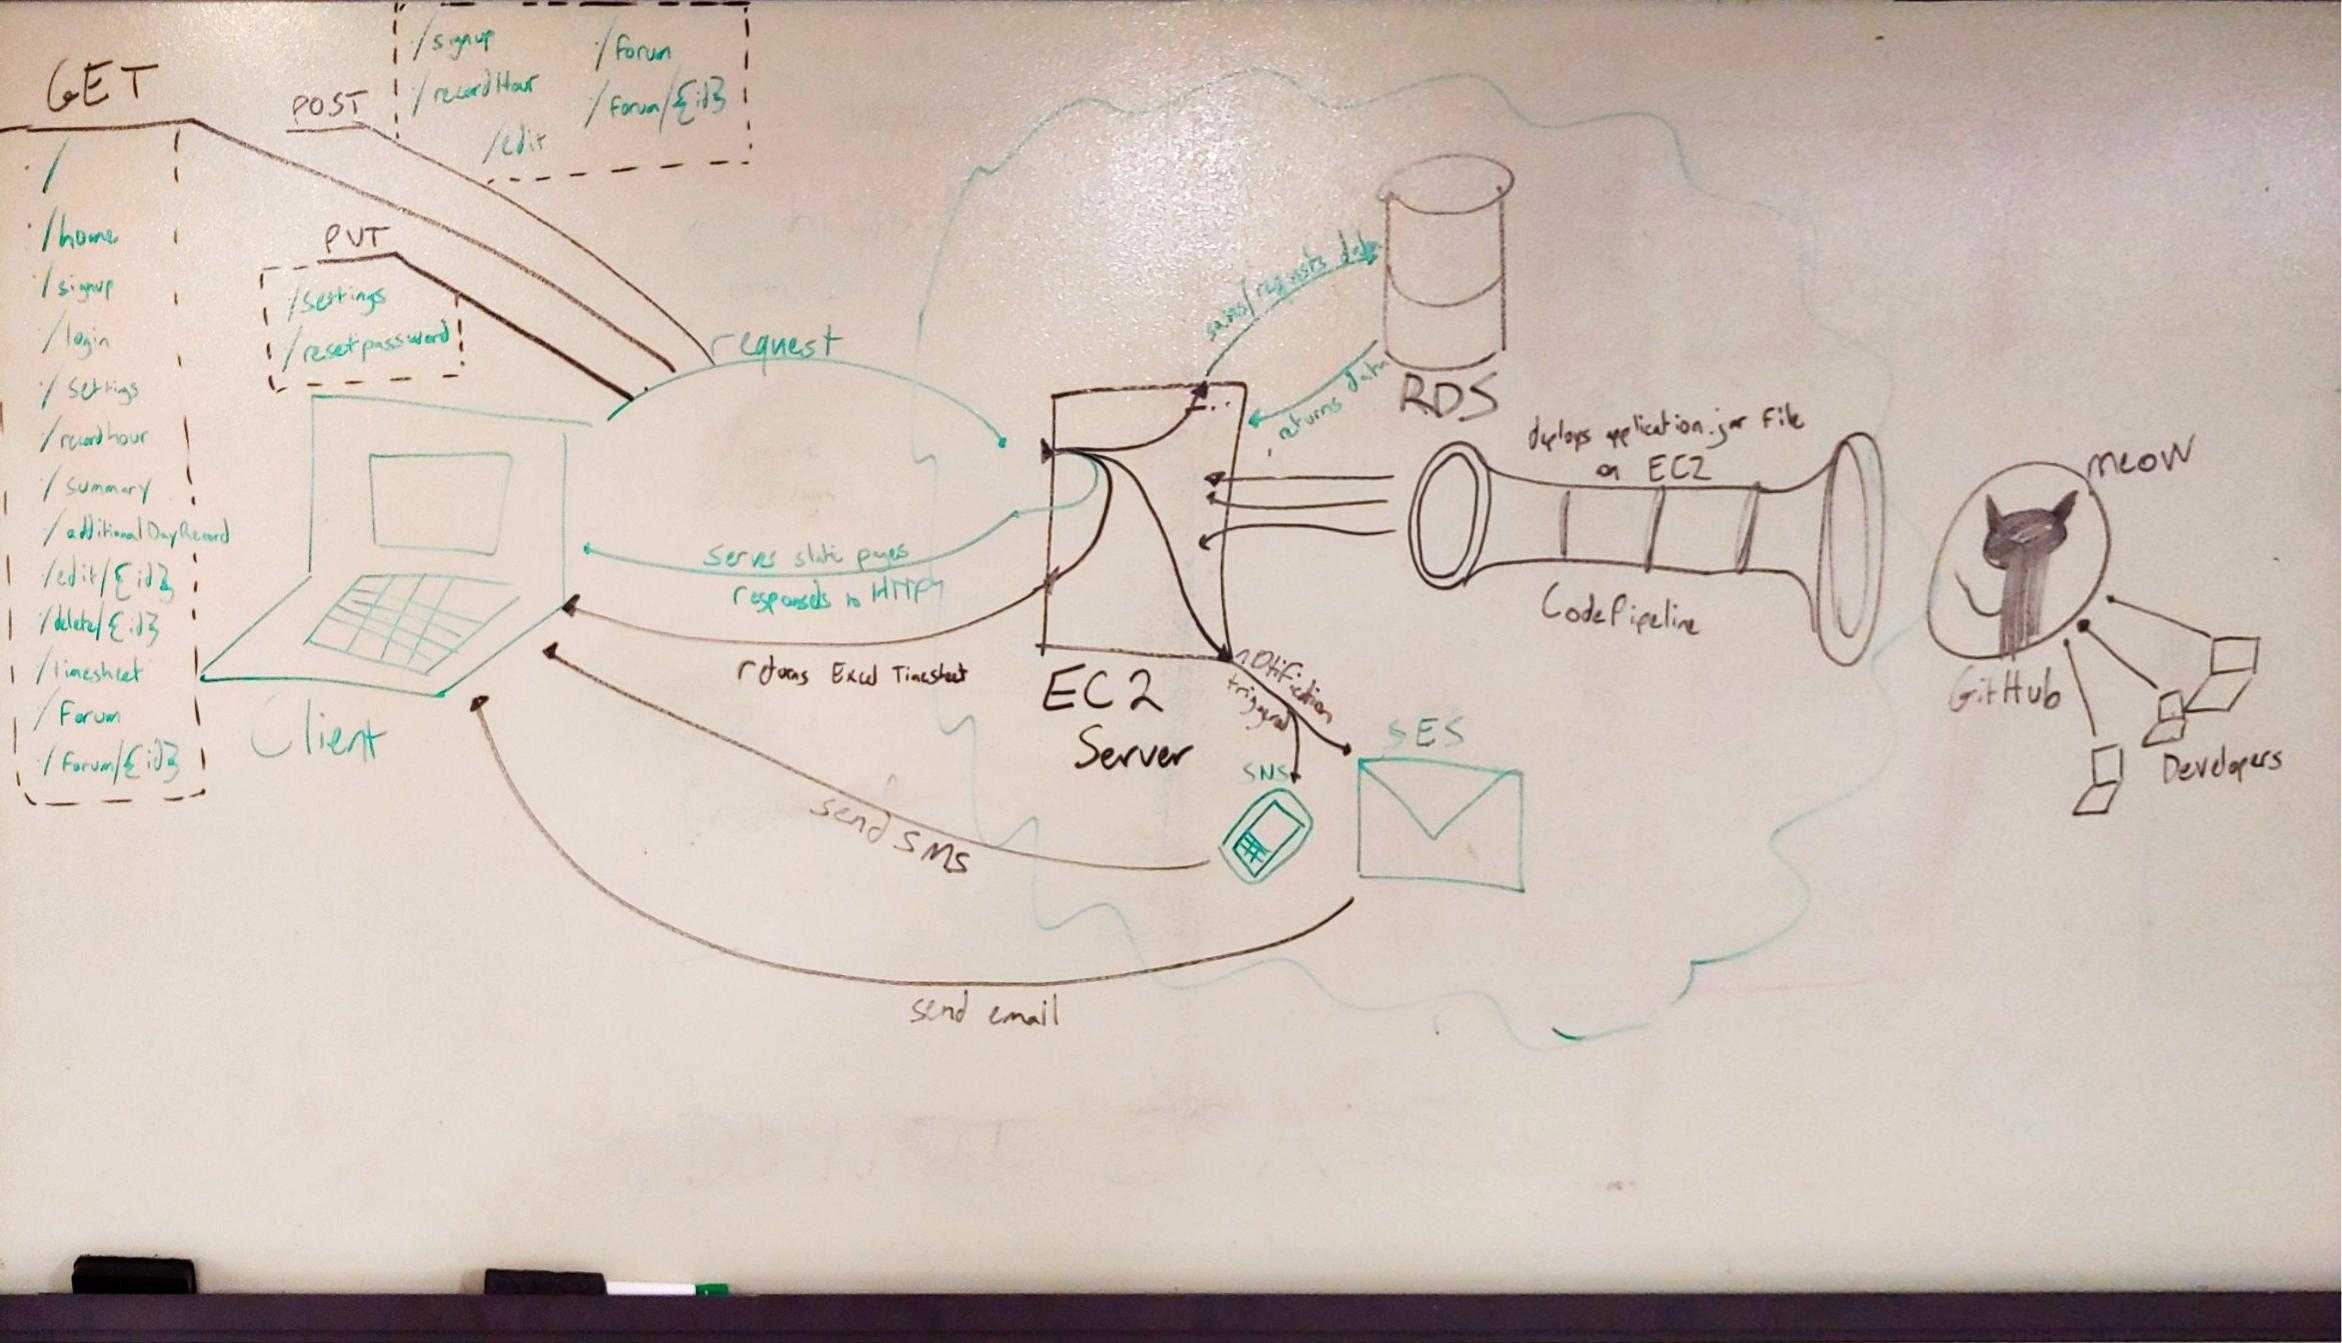 GET
/
/home
/signup
/login
/settings
/recordhour
/summary
/additionalDayRecord
/edit/{id}
/delete/{id}
/timesheet
/Forum
/Forum/{id}
POST
/signup
/recordHour
/edit
/Forum
/Forum/{id}
PUT
/settings
/resetpassword
request
Client
serves static pages
responses to HTTP
returns Excel Timesheet
send SMS
send email
EC2
Server
saves/requests data
returns data
RDS
notification
triggered
SNS
SES
deploys application.jar File
on EC2
CodePipeline
meow
GitHub
Developers